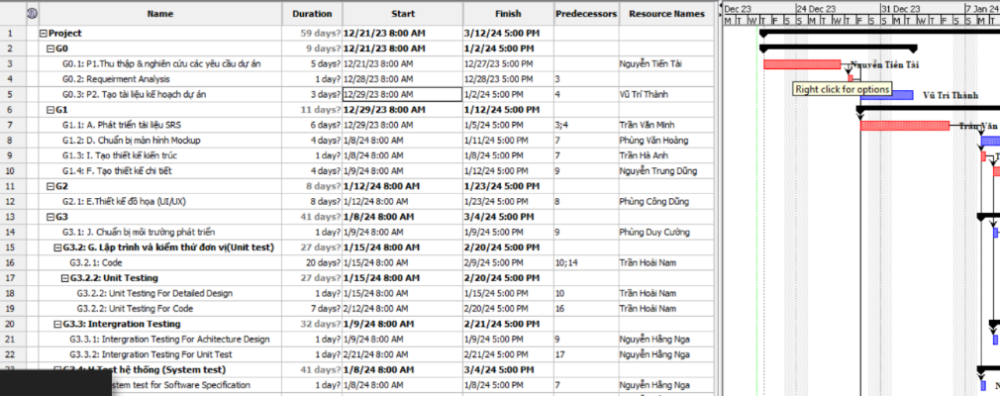 Name Duration Start Finish Predecessors Resource Names
1 Project 59 days? 12/21/23 8:00 AM 3/12/24 5:00 PM
2 G0 9 days? 12/21/23 8:00 AM 1/2/24 5:00 PM
3 G0.1: P1.Thu thập & nghiên cứu các yêu cầu dự án 5 days? 12/21/23 8:00 AM 12/27/23 5:00 PM Nguyễn Tiến Tài
4 G0.2: Requeirment Analysis 1 day? 12/28/23 8:00 AM 12/28/23 5:00 PM 3
5 G0.3: P2. Tạo tài liệu kế hoạch dự án 3 days? 12/29/23 8:00 AM 1/2/24 5:00 PM 4 Vũ Trí Thành
6 G1 11 days? 12/29/23 8:00 AM 1/12/24 5:00 PM
7 G1.1: A. Phát triển tài liệu SRS 6 days? 12/29/23 8:00 AM 1/5/24 5:00 PM 3;4 Trần Văn Minh
8 G1.2: D. Chuẩn bị màn hình Mockup 4 days? 1/8/24 8:00 AM 1/11/24 5:00 PM 7 Phùng Văn Hoàng
9 G1.3: I. Tạo thiết kế kiến trúc 1 day? 1/8/24 8:00 AM 1/8/24 5:00 PM 7 Trần Hà Anh
10 G1.4: F. Tạo thiết kế chi tiết 4 days? 1/9/24 8:00 AM 1/12/24 5:00 PM 9 Nguyễn Trung Dũng
11 G2 8 days? 1/12/24 8:00 AM 1/23/24 5:00 PM
12 G2.1: E.Thiết kế đồ họa (UI/UX) 8 days? 1/12/24 8:00 AM 1/23/24 5:00 PM 8 Phùng Công Dũng
13 G3 41 days? 1/8/24 8:00 AM 3/4/24 5:00 PM
14 G3.1: J. Chuẩn bị môi trường phát triển 1 day? 1/9/24 8:00 AM 1/9/24 5:00 PM 9 Phùng Duy Cường
15 G3.2: G. Lập trình và kiểm thử đơn vị(Unit test) 27 days? 1/15/24 8:00 AM 2/20/24 5:00 PM
16 G3.2.1: Code 20 days? 1/15/24 8:00 AM 2/9/24 5:00 PM 10;14 Trần Hoài Nam
17 G3.2.2: Unit Testing 27 days? 1/15/24 8:00 AM 2/20/24 5:00 PM
18 G3.2.2: Unit Testing For Detailed Design 1 day? 1/15/24 8:00 AM 1/15/24 5:00 PM 10 Trần Hoài Nam
19 G3.2.2: Unit Testing For Code 7 days? 2/12/24 8:00 AM 2/20/24 5:00 PM 16 Trần Hoài Nam
20 G3.3: Intergration Testing 32 days? 1/9/24 8:00 AM 2/21/24 5:00 PM
21 G3.3.1: Intergration Testing For Achitecture Design 1 day? 1/9/24 8:00 AM 1/9/24 5:00 PM 9 Nguyễn Hằng Nga
22 G3.3.2: Intergration Testing For Unit Test 1 day? 2/21/24 8:00 AM 2/21/24 5:00 PM 17 Nguyễn Hằng Nga
hệ thống (System test) 41 days? 1/8/24 8:00 AM 3/4/24 5:00 PM
test for Software Specification 1 day? 1/8/24 8:00 AM 1/8/24 5:00 PM 7 Nguyễn Hằng Nga
Dec 23 24 Dec 23 31 Dec 23 7 Jan 24
M T W T F S S M T W T F S S M T W T F S S M T
Nguyễn Tiến Tài
Right click for options
Vũ Trí Thành
Trần Văn